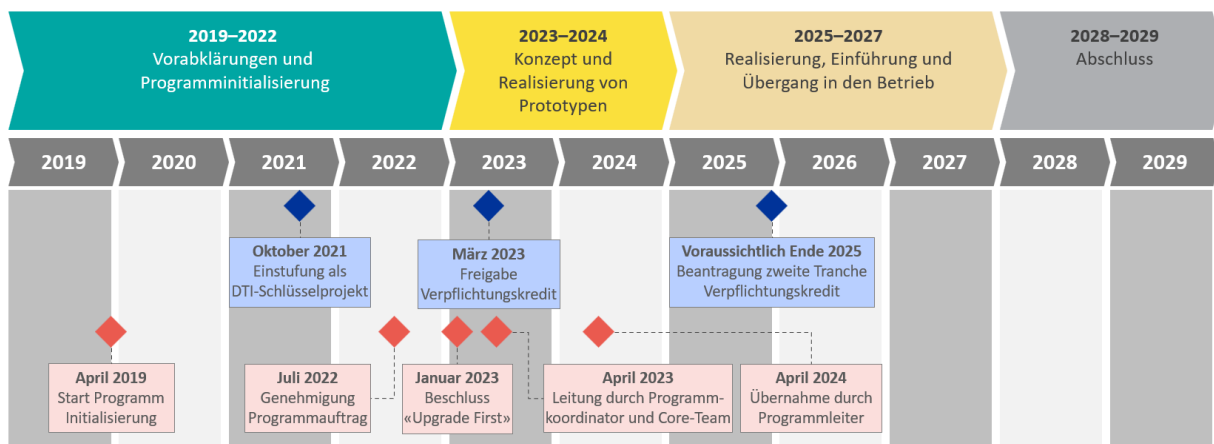 2019–2022
Vorabklärungen und
Programminitialisierung
2023–2024
Konzept und
Realisierung von
Prototypen
2025–2027
Realisierung, Einführung und
Übergang in den Betrieb
2028–2029
Abschluss
2019
2020
2021
2022
2023
2024
2025
2026
2027
2028
2029
Oktober 2021
Einstufung als
DTI-Schlüsselprojekt
März 2023
Freigabe
Verpflichtungskredit
Voraussichtlich Ende 2025
Beantragung zweite Tranche
Verpflichtungskredit
April 2019
Start Programm
Initialisierung
Juli 2022
Genehmigung
Programmauftrag
Januar 2023
Beschluss
«Upgrade First»
April 2023
Leitung durch Programm-
koordinator und Core-Team
April 2024
Übernahme durch
Programmleiter